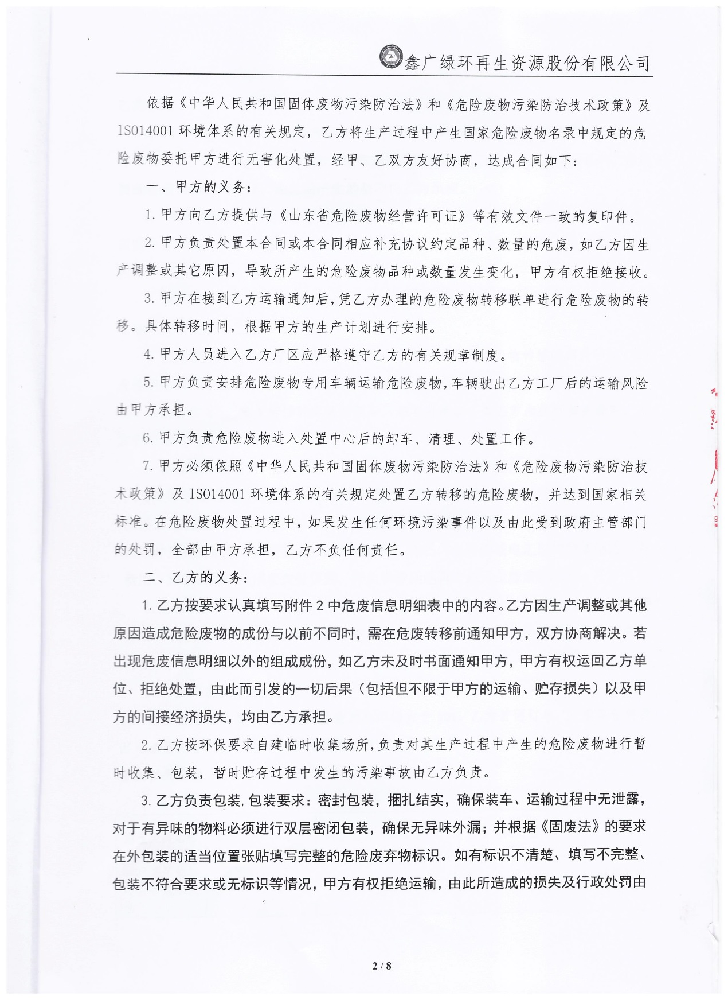 鑫广绿环再生资源股份有限公司
依据《中华人民共和国固体废物污染防治法》和《危险废物污染防治技术政策》及
lS014001 环境体系的有关规定，乙方将生产过程中产生国家危险废物名录中规定的危
险废物委托甲方进行无害化处置，经甲、乙双方友好协商，达成合同如下：
一、甲方的义务：
1. 甲方向乙方提供与《山东省危险废物经营许可证》等有效文件一致的复印件。
2. 甲方负责处置本合同或本合同相应补充协议约定品种、数量的危废，如乙方因生
产调整或其它原因，导致所产生的危险废物品种或数量发生变化，甲方有权拒绝接收。
3. 甲方在接到乙方运输通知后，凭乙方办理的危险废物转移联单进行危险废物的转
移。具体转移时间，根据甲方的生产计划进行安排。
4. 甲方人员进入乙方厂区应严格遵守乙方的有关规章制度。
5. 甲方负责安排危险废物专用车辆运输危险废物，车辆驶出乙方工厂后的运输风险
由甲方承担。
6. 甲方负责危险废物进入处置中心后的卸车、清理、处置工作。
7. 甲方必须依照《中华人民共和国固体废物污染防治法》和《危险废物污染防治技
术政策》及 lS014001 环境体系的有关规定处置乙方转移的危险废物，并达到国家相关
标准。在危险废物处置过程中，如果发生任何环境污染事件以及由此受到政府主管部门
的处罚，全部由甲方承担，乙方不负任何责任。
二、乙方的义务：
1. 乙方按要求认真填写附件 2 中危废信息明细表中的内容。乙方因生产调整或其他
原因造成危险废物的成份与以前不同时，需在危废转移前通知甲方，双方协商解决。若
出现危废信息明细以外的组成成份，如乙方未及时书面通知甲方，甲方有权运回乙方单
位、拒绝处置，由此而引发的一切后果（包括但不限于甲方的运输、贮存损失）以及甲
方的间接经济损失，均由乙方承担。
2. 乙方按环保要求自建临时收集场所，负责对其生产过程中产生的危险废物进行暂
时收集、包装，暂时贮存过程中发生的污染事故由乙方负责。
3. 乙方负责包装，包装要求：密封包装，捆扎结实，确保装车、运输过程中无泄露，
对于有异味的物料必须进行双层密闭包装，确保无异味外漏；并根据《固废法》的要求
在外包装的适当位置张贴填写完整的危险废弃物标识。如有标识不清楚、填写不完整、
包装不符合要求或无标识等情况，甲方有权拒绝运输，由此所造成的损失及行政处罚由
2 / 8